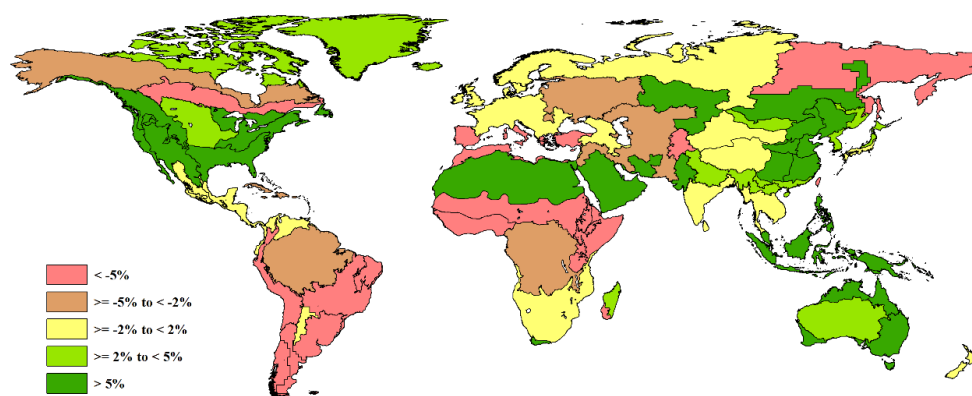 < -5%
>= -5% to < -2%
>= -2% to < 2%
>= 2% to < 5%
> 5%